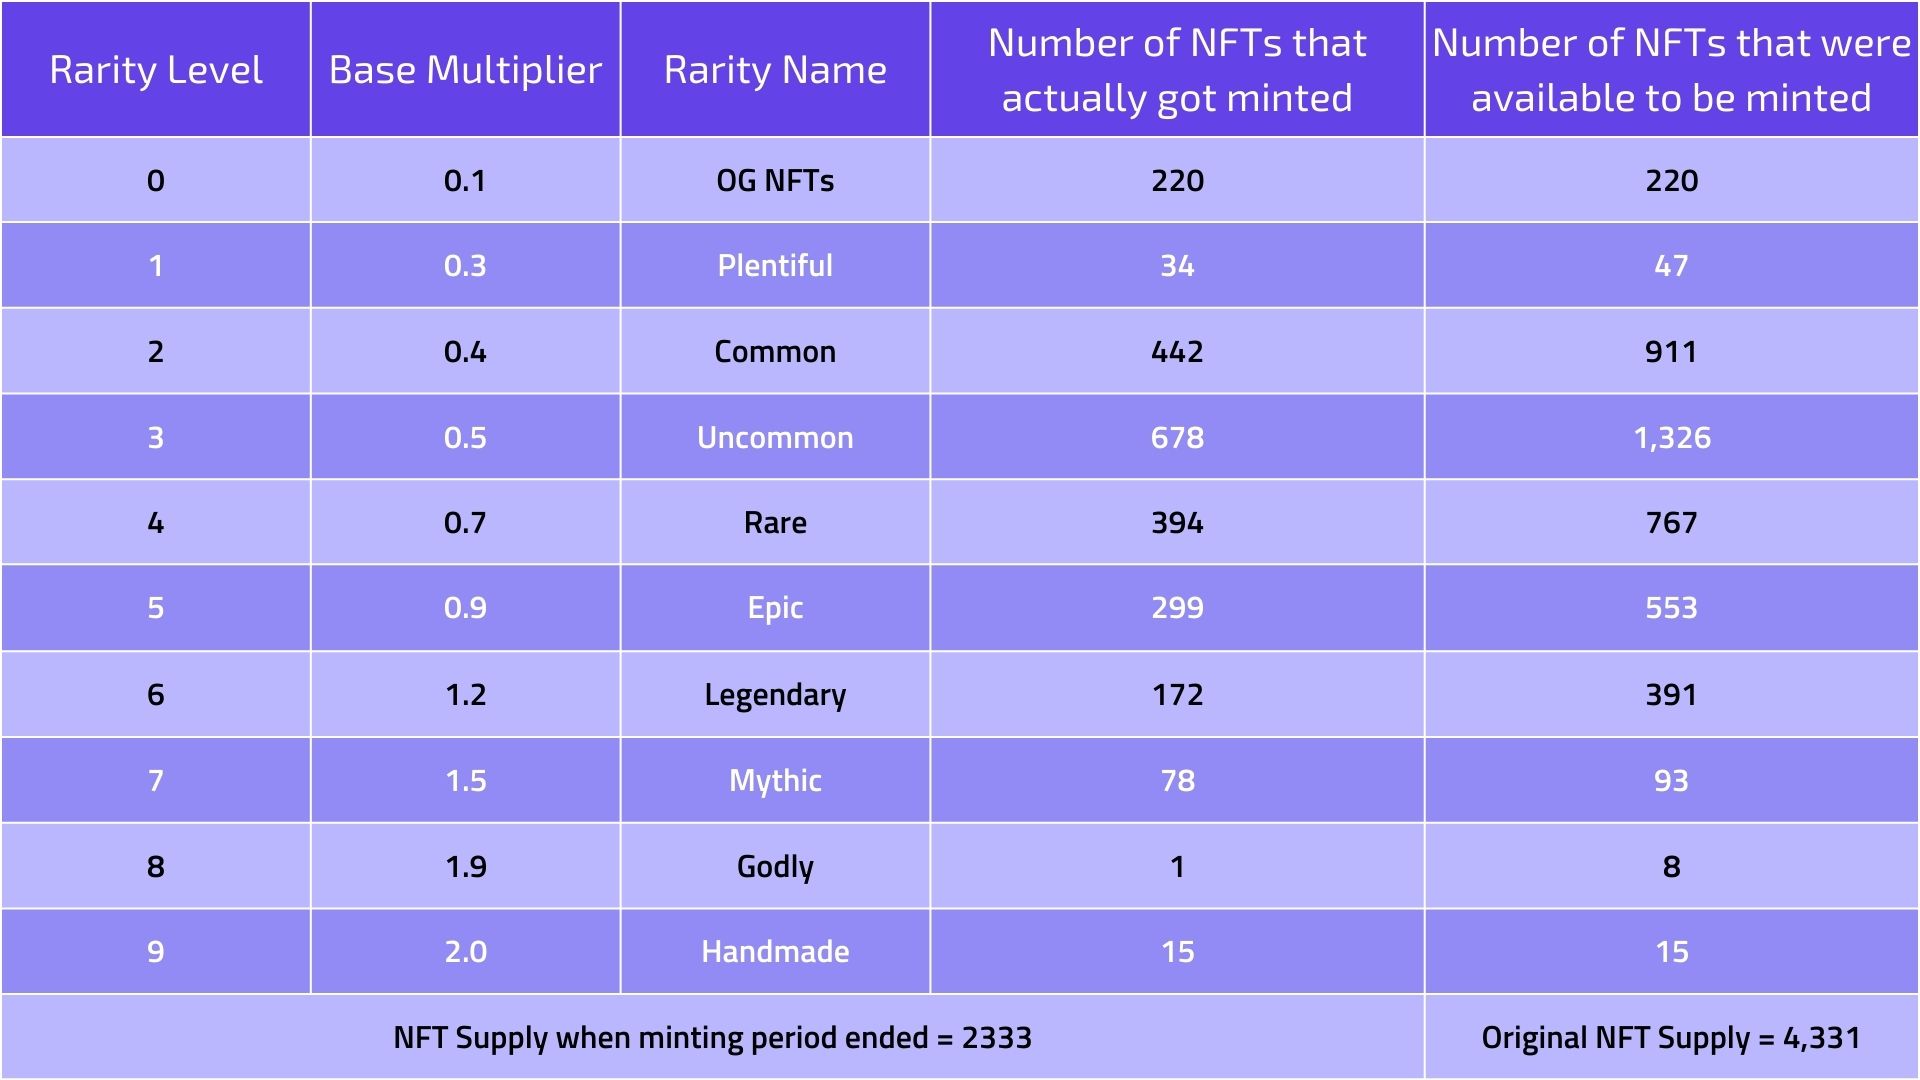 Rarity Level Base Multiplier Rarity Name Number of NFTs that actually got minted Number of NFTs that were available to be minted
0 0.1 OG NFTs 220 220
1 0.3 Plentiful 34 47
2 0.4 Common 442 911
3 0.5 Uncommon 678 1,326
4 0.7 Rare 394 767
5 0.9 Epic 299 553
6 1.2 Legendary 172 391
7 1.5 Mythic 78 93
8 1.9 Godly 1 8
9 2.0 Handmade 15 15
NFT Supply when minting period ended = 2333 Original NFT Supply = 4,331